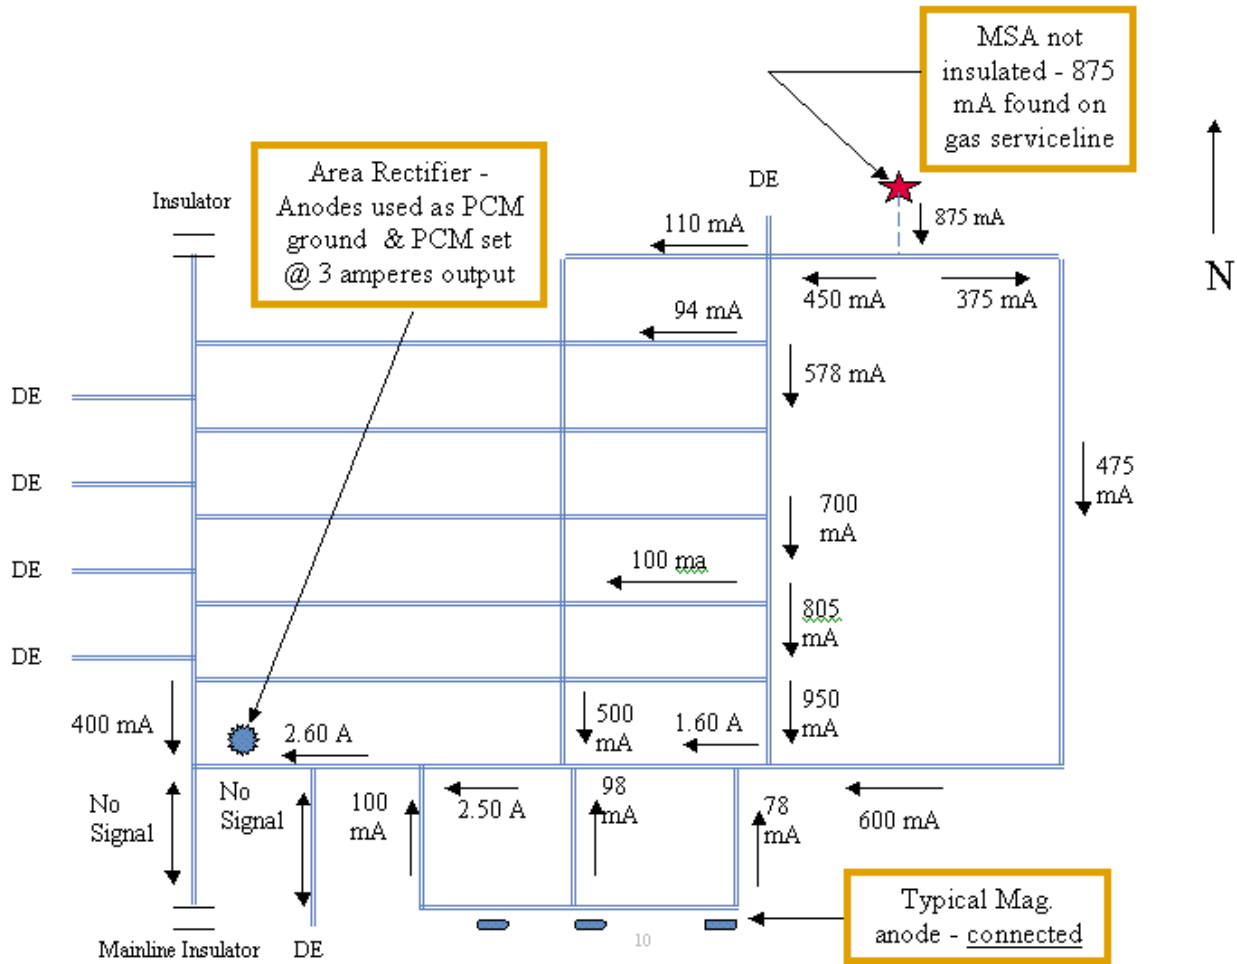 MSA not
insulated - 875
mA found on
gas serviceline
Area Rectifier -
Anodes used as PCM
ground & PCM set
@ 3 amperes output
Insulator
DE
110 mA
875 mA
N
450 mA
375 mA
94 mA
578 mA
DE
475
mA
DE
700
mA
100 ma
DE
805
mA
DE
400 mA
2.60 A
500
mA
1.60 A
950
mA
No
Signal
No
Signal
100
mA
2.50 A
98
mA
78
mA
600 mA
Typical Mag.
anode - connected
Mainline Insulator
DE
10